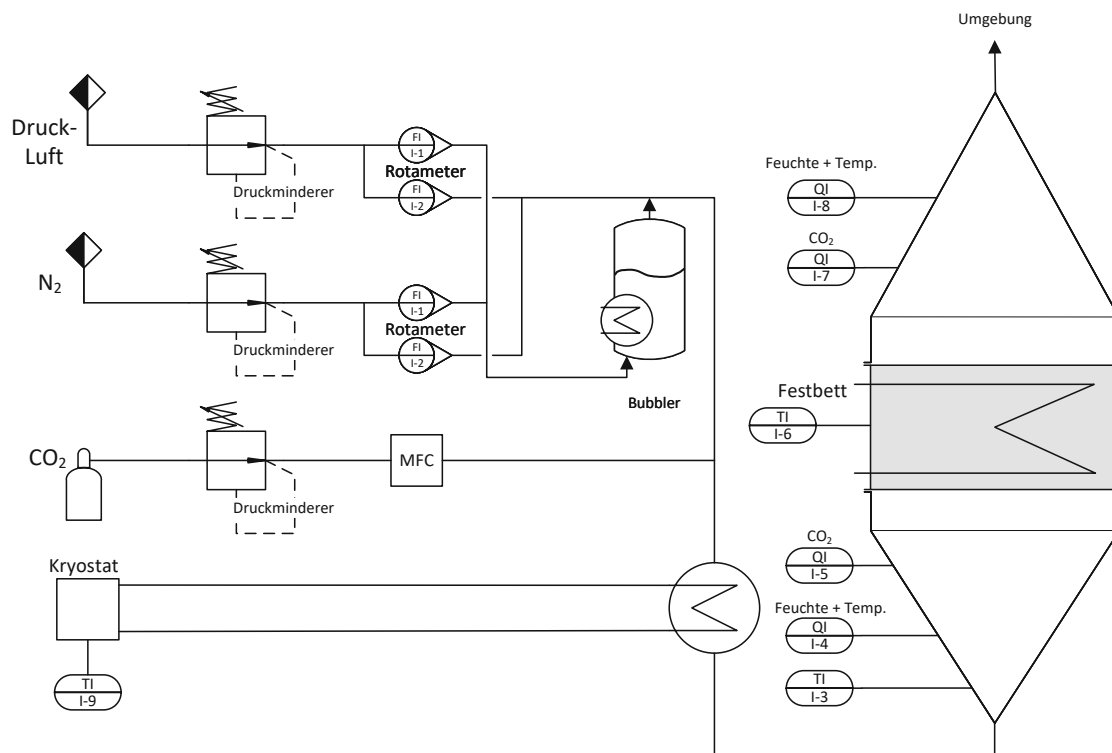 Umgebung
Druck-
Luft
Druckminderer
FI
I-1
Rotameter
FI
I-2
Feuchte + Temp.
QI
I-8
CO₂
QI
I-7
N₂
Druckminderer
FI
I-1
Rotameter
FI
I-2
Bubbler
Festbett
TI
I-6
CO₂
MFC
Druckminderer
Kryostat
TI
I-9
CO₂
QI
I-5
Feuchte + Temp.
QI
I-4
TI
I-3